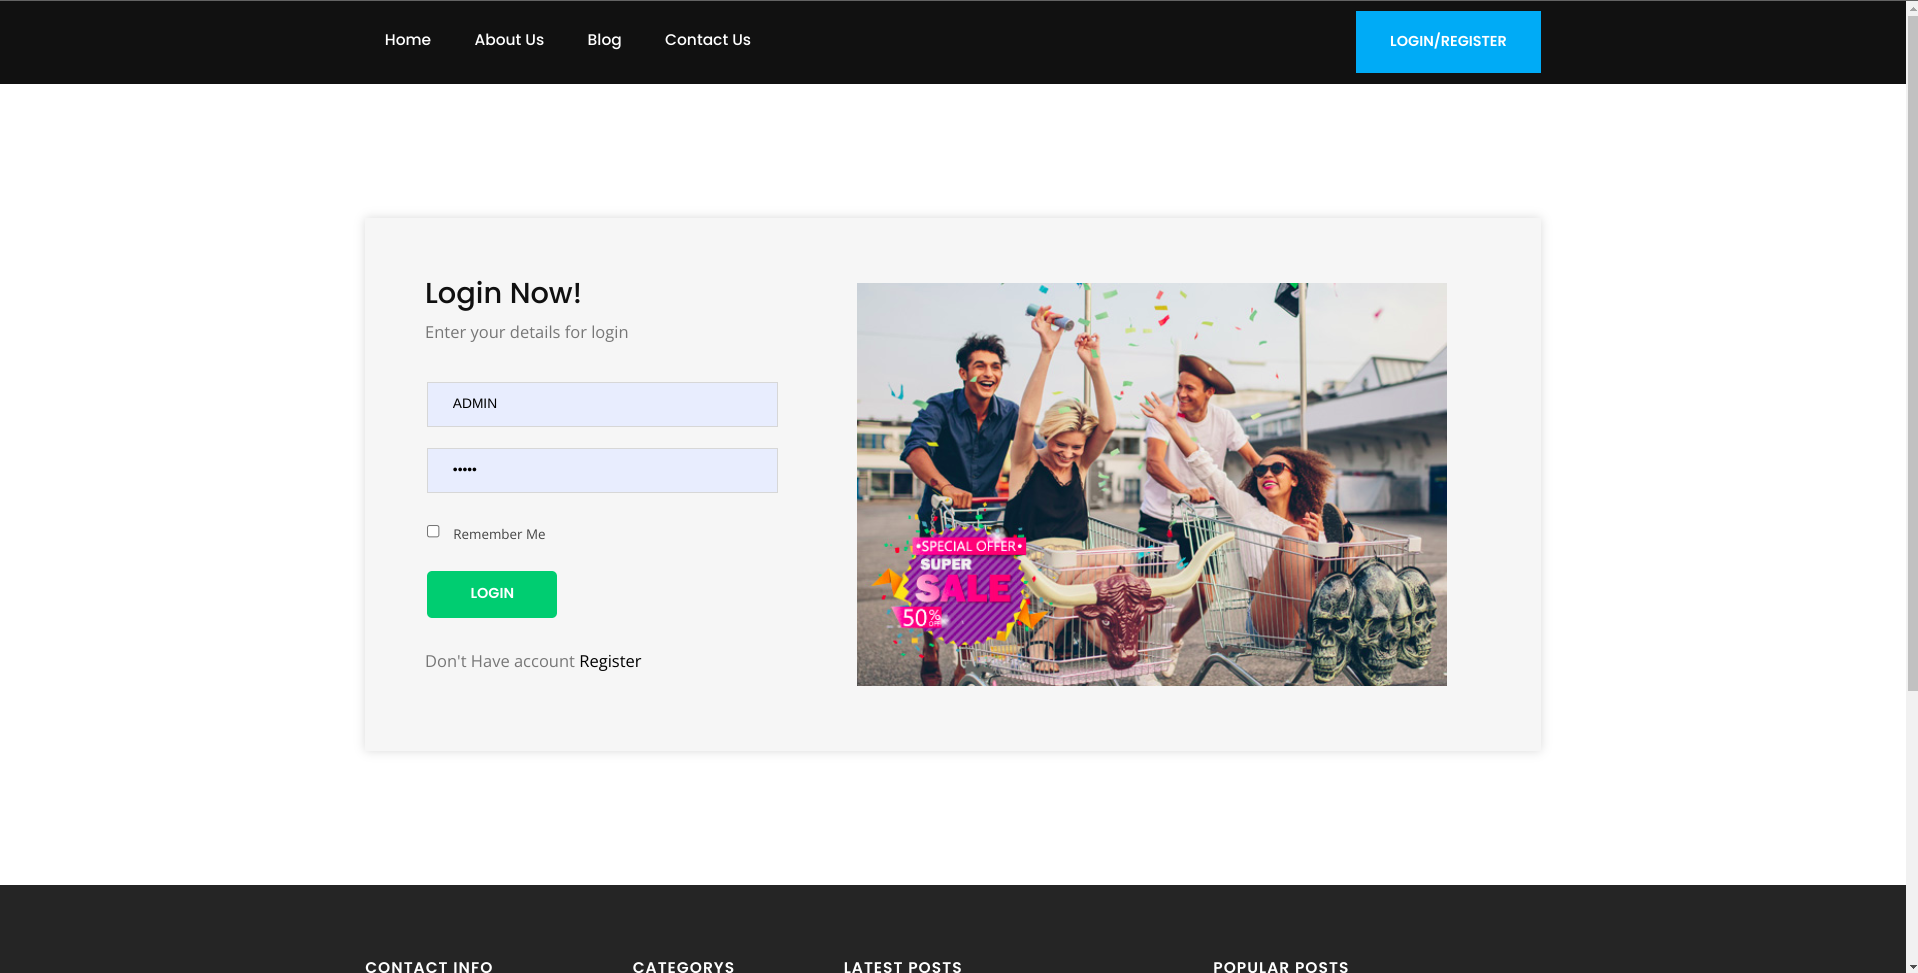 Home About Us Blog Contact Us LOGIN/REGISTER
Login Now!
Enter your details for login
ADMIN
•••••
Remember Me
LOGIN
Don't Have account Register
•SPECIAL OFFER•
SUPER
SALE
50% OFF
CONTACT INFO CATEGORYS LATEST POSTS POPULAR POSTS